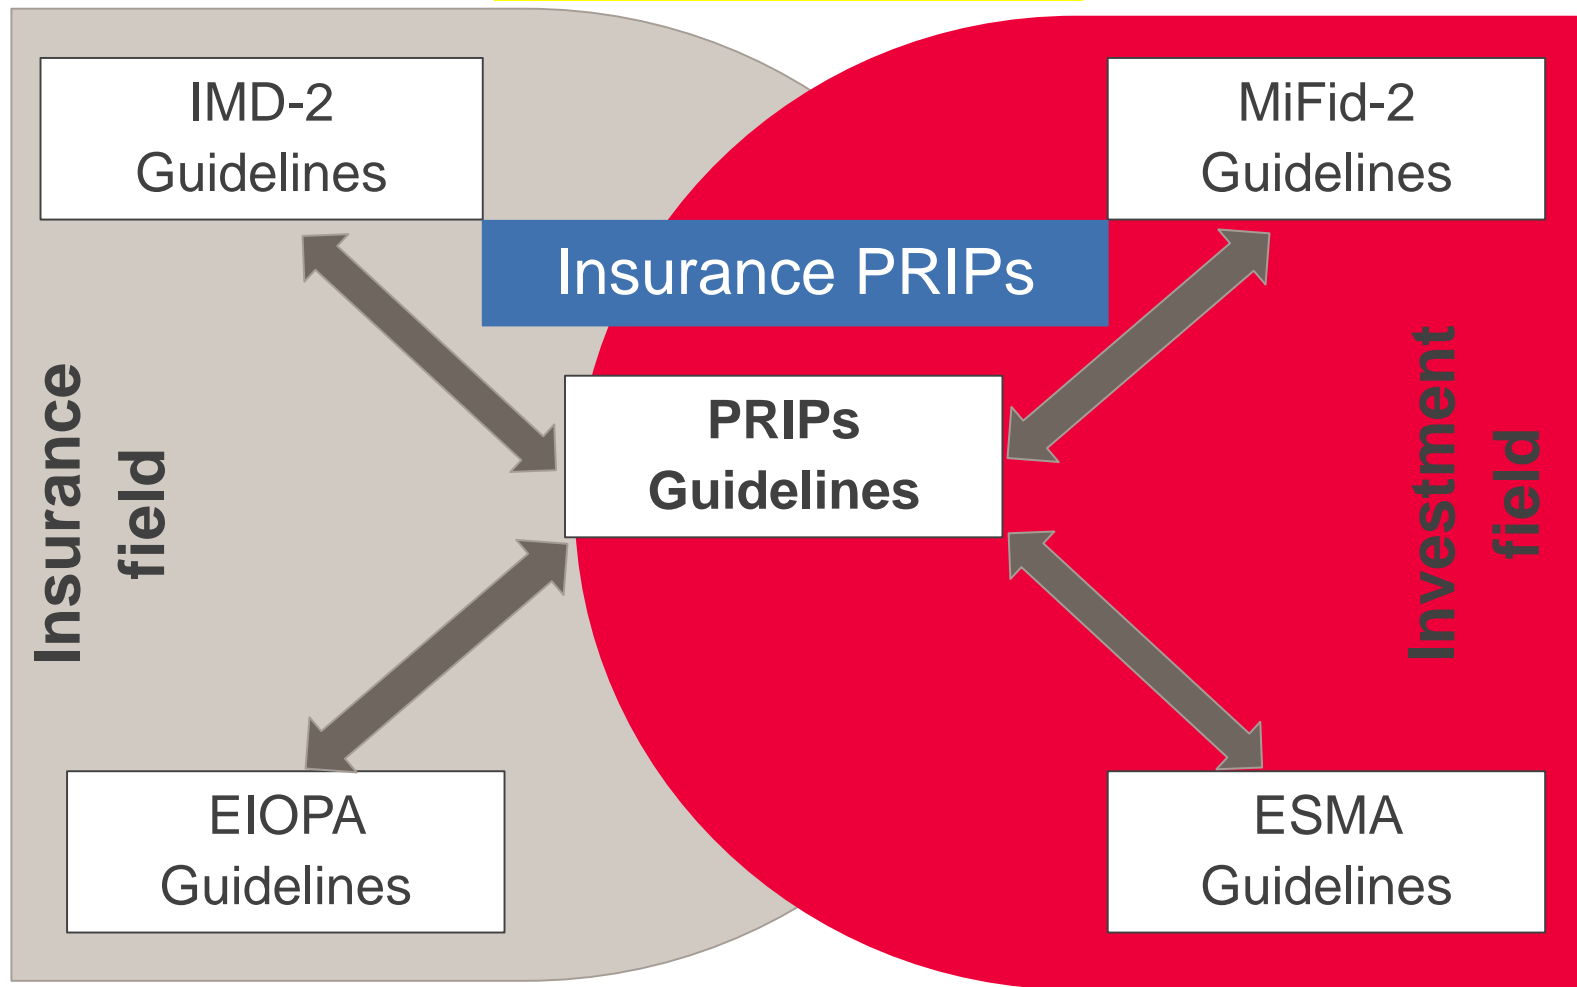 IMD-2
Guidelines
MiFid-2
Guidelines
Insurance PRIPs
PRIPs
Guidelines
Insurance
field
Investment
field
EIOPA
Guidelines
ESMA
Guidelines